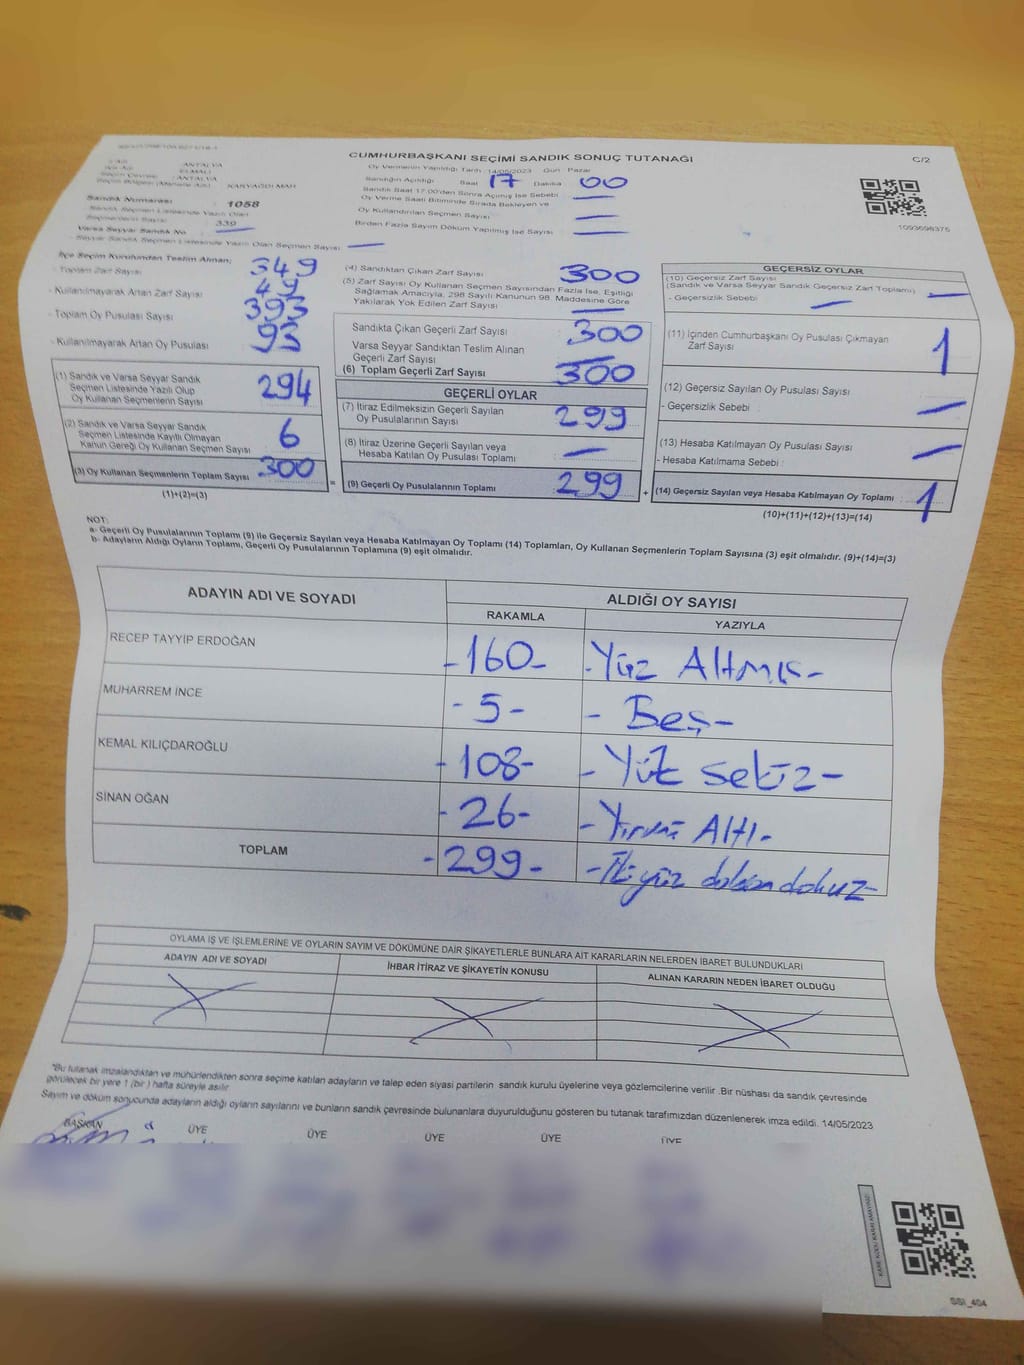 CUMHURBAŞKANI SEÇİMİ SANDIK SONUÇ TUTANAĞI
C/2
ANTALYA
ELMALI
ANTALYA
KARYAĞDI MAH.
Sandık Numarası 1058
Sandık Seçmen Listesinde Yazılı Olan
Seçmenlerin Sayısı 339
Varsa Seyyar Sandık No
Seyyar Sandık Seçmen Listesinde Yazılı Olan Seçmen Sayısı —
Oy Vermenin Yapıldığı Tarih : 14/05/2023 Gün Pazar
Sandığın Açıldığı Saat 17 Dakika 00
Sandık Saat 17.00'den Sonra Açılmış İse Sebebi —
Oy Verme Saati Bitiminde Sırada Bekleyen ve
Oy Kullandırılan Seçmen Sayısı —
Birden Fazla Sayım Döküm Yapılmış İse Sayısı —
1093698375
İlçe Seçim Kurulundan Teslim Alınan;
- Toplam Zarf Sayısı 349
- Kullanılmayarak Artan Zarf Sayısı 49
- Toplam Oy Pusulası Sayısı 393
- Kullanılmayarak Artan Oy Pusulası 93
(1) Sandık ve Varsa Seyyar Sandık
Seçmen Listesinde Yazılı Olup
Oy Kullanan Seçmenlerin Sayısı 294
(2) Sandık ve Varsa Seyyar Sandık
Seçmen Listesinde Kayıtlı Olmayan
Kanun Gereği Oy Kullanan Seçmen Sayısı 6
(3) Oy Kullanan Seçmenlerin Toplam Sayısı 300
(1)+(2)=(3)
(4) Sandıktan Çıkan Zarf Sayısı 300
(5) Zarf Sayısı Oy Kullanan Seçmen Sayısından Fazla İse, Eşitliği
Sağlamak Amacıyla, 298 Sayılı Kanunun 98. Maddesine Göre
Yakılarak Yok Edilen Zarf Sayısı —
Sandıkta Çıkan Geçerli Zarf Sayısı : 300
Varsa Seyyar Sandıktan Teslim Alınan
Geçerli Zarf Sayısı : —
(6) Toplam Geçerli Zarf Sayısı : 300
GEÇERLİ OYLAR
(7) İtiraz Edilmeksizin Geçerli Sayılan
Oy Pusulalarının Sayısı : 299
(8) İtiraz Üzerine Geçerli Sayılan veya
Hesaba Katılan Oy Pusulası Toplamı : —
= (9) Geçerli Oy Pusulalarının Toplamı : 299
GEÇERSİZ OYLAR
(10) Geçersiz Zarf Sayısı
(Sandık ve Varsa Seyyar Sandık Geçersiz Zarf Toplamı) : —
- Geçersizlik Sebebi : —
(11) İçinden Cumhurbaşkanı Oy Pusulası Çıkmayan
Zarf Sayısı : 1
(12) Geçersiz Sayılan Oy Pusulası Sayısı
- Geçersizlik Sebebi : —
(13) Hesaba Katılmayan Oy Pusulası Sayısı : —
- Hesaba Katılmama Sebebi :
+ (14) Geçersiz Sayılan veya Hesaba Katılmayan Oy Toplamı : 1
(10)+(11)+(12)+(13)=(14)
NOT:
a- Geçerli Oy Pusulalarının Toplamı (9) ile Geçersiz Sayılan veya Hesaba Katılmayan Oy Toplamı (14) Toplamları, Oy Kullanan Seçmenlerin Toplam Sayısına (3) eşit olmalıdır. (9)+(14)=(3)
b- Adayların Aldığı Oyların Toplamı, Geçerli Oy Pusulalarının Toplamına (9) eşit olmalıdır.
ADAYIN ADI VE SOYADI ALDIĞI OY SAYISI
RAKAMLA YAZIYLA
RECEP TAYYIP ERDOĞAN -160- -Yüz Altmış-
MUHARREM İNCE -5- -Beş-
KEMAL KILIÇDAROĞLU -108- -Yüz sekiz-
SİNAN OĞAN -26- -Yirmi Altı-
TOPLAM -299- -İki yüz doksan dokuz-
OYLAMA İŞ VE İŞLEMLERİNE VE OYLARIN SAYIM VE DÖKÜMÜNE DAİR ŞİKAYETLERLE BUNLARA AİT KARARLARIN NELERDEN İBARET BULUNDUKLARI
ADAYIN ADI VE SOYADI İHBAR İTİRAZ VE ŞİKAYETİN KONUSU ALINAN KARARIN NEDEN İBARET OLDUĞU
*Bu tutanak imzalandıktan ve mühürlendikten sonra seçime katılan adayların ve talep eden siyasi partilerin sandık kurulu üyelerine veya gözlemcilerine verilir .Bir nüshası da sandık çevresinde
görülecek bir yere 1 (bir ) hafta süreyle asılır.
Sayım ve döküm sonucunda adayların aldığı oyların sayılarını ve bunların sandık çevresinde bulunanlara duyurulduğunu gösteren bu tutanak tarafımızdan düzenlenerek imza edildi. 14/05/2023
BAŞKAN ÜYE ÜYE ÜYE ÜYE ÜYE
SSI_404